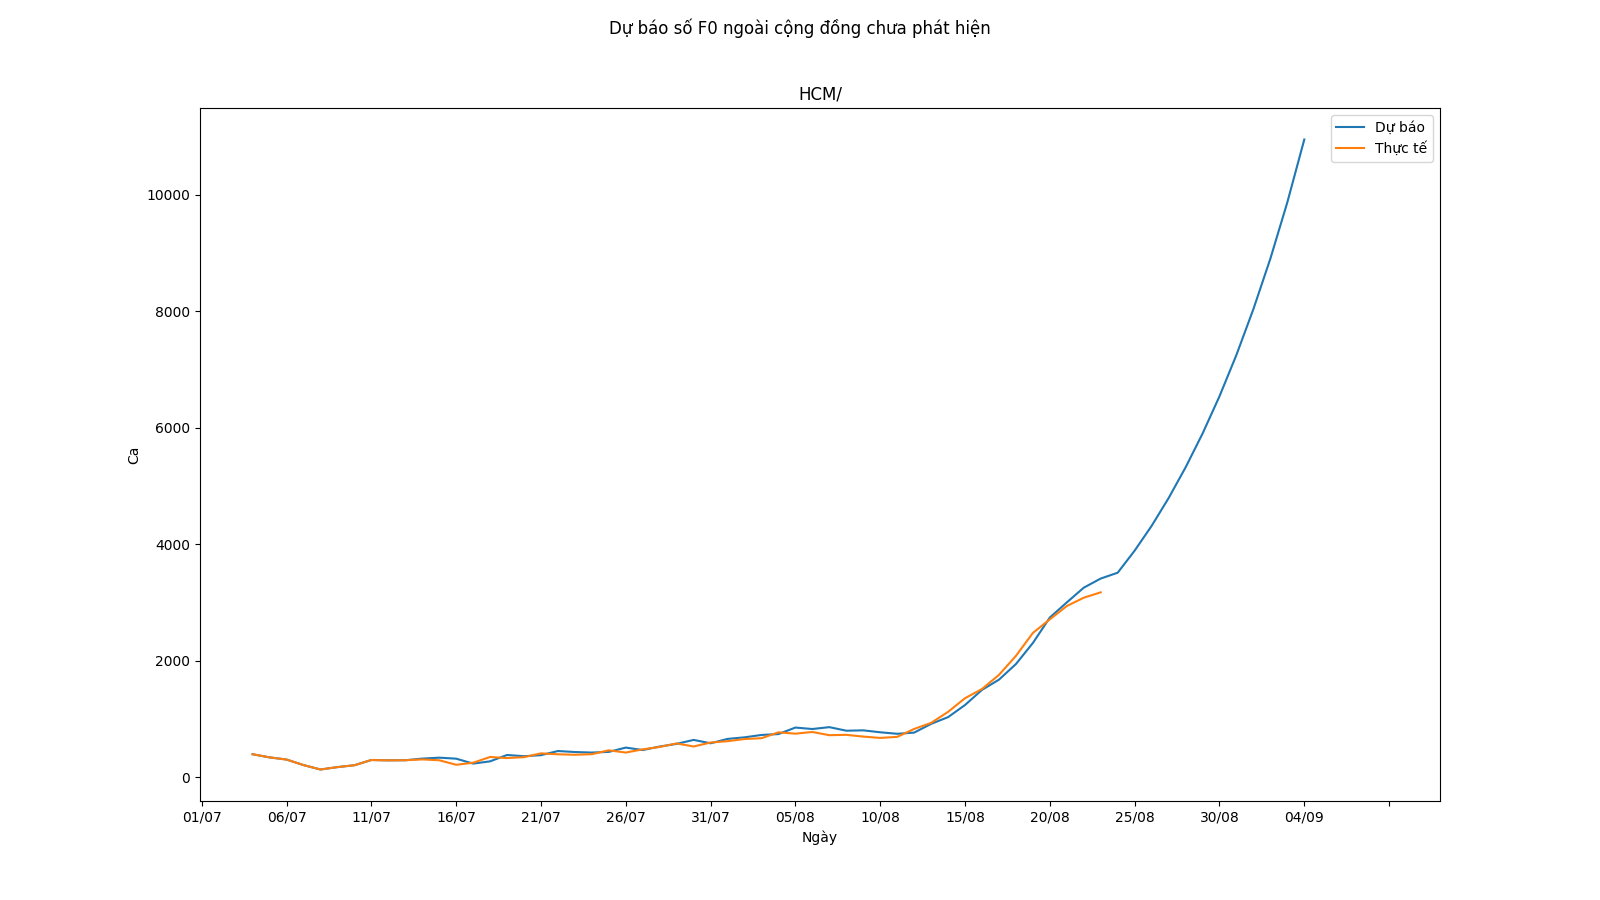 Dự báo số F0 ngoài cộng đồng chưa phát hiện
HCM/
Dự báo
Thực tế
10000
8000
6000
4000
2000
0
Ca
01/07 06/07 11/07 16/07 21/07 26/07 31/07 05/08 10/08 15/08 20/08 25/08 30/08 04/09
Ngày